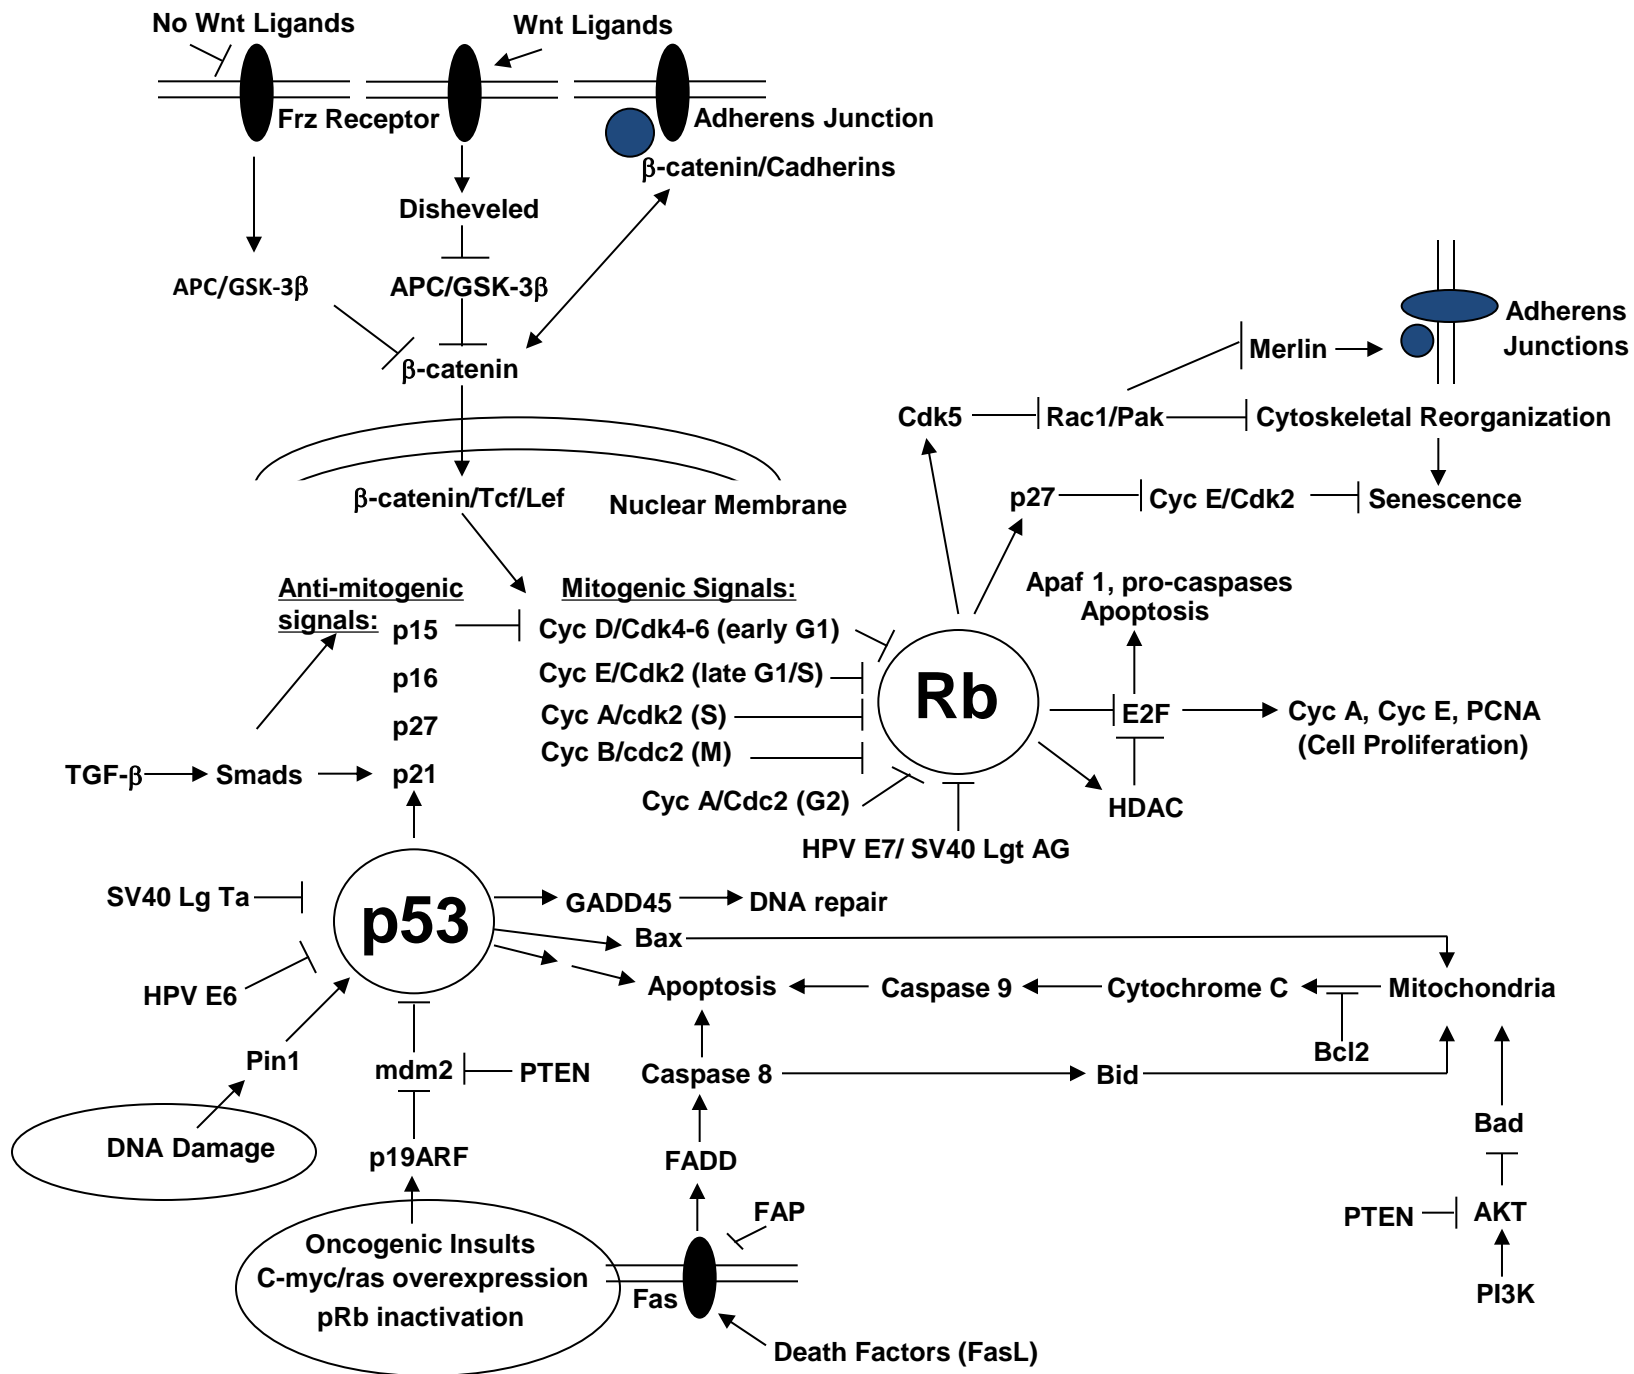 No Wnt Ligands
Wnt Ligands
Frz Receptor
Adherens Junction
β-catenin/Cadherins
Disheveled
APC/GSK-3β
APC/GSK-3β
β-catenin
Adherens
Junctions
Merlin
Cdk5
Rac1/Pak
Cytoskeletal Reorganization
β-catenin/Tcf/Lef
Nuclear Membrane
p27
Cyc E/Cdk2
Senescence
Anti-mitogenic
signals:
Mitogenic Signals:
Apaf 1, pro-caspases
Apoptosis
p15
Cyc D/Cdk4-6 (early G1)
p16
Cyc E/Cdk2 (late G1/S)
Rb
p27
Cyc A/cdk2 (S)
E2F
Cyc A, Cyc E, PCNA
(Cell Proliferation)
Cyc B/cdc2 (M)
TGF-β
Smads
p21
Cyc A/Cdc2 (G2)
HDAC
HPV E7/ SV40 Lgt AG
SV40 Lg Ta
p53
GADD45
DNA repair
Bax
HPV E6
Apoptosis
Caspase 9
Cytochrome C
Mitochondria
Bcl2
Pin1
mdm2
PTEN
Caspase 8
Bid
Bad
DNA Damage
p19ARF
FADD
FAP
PTEN
AKT
Oncogenic Insults
C-myc/ras overexpression
pRb inactivation
Fas
PI3K
Death Factors (FasL)